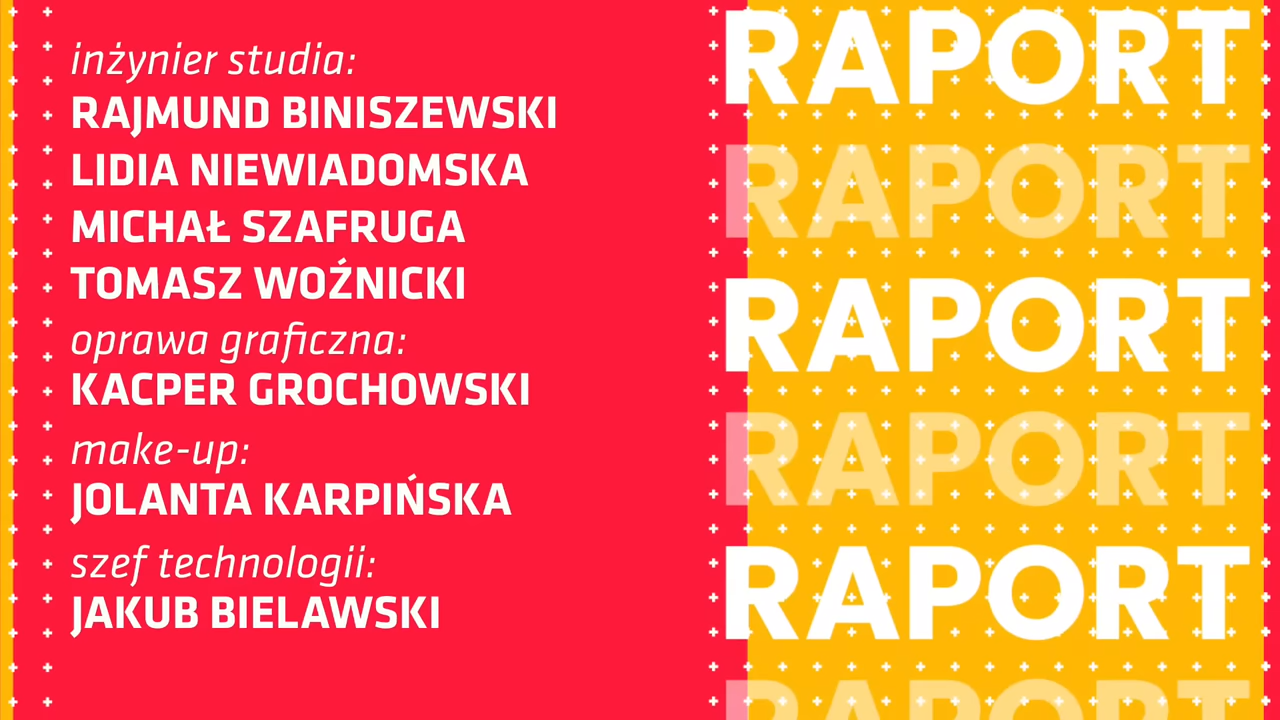 inżynier studia:
RAJMUND BINISZEWSKI
LIDIA NIEWIADOMSKA
MICHAŁ SZAFRUGA
TOMASZ WOŹNICKI
oprawa graficzna:
KACPER GROCHOWSKI
make-up:
JOLANTA KARPIŃSKA
szef technologii:
JAKUB BIELAWSKI
RAPORT
RAPORT
RAPORT
RAPORT
RAPORT
RAPORT